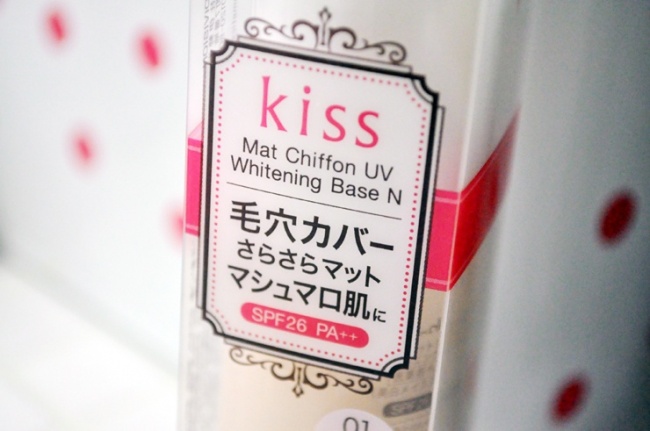 kiss
Mat Chiffon UV
Whitening Base N
毛穴カバー
さらさらマット
マシュマロ肌に
SPF26 PA++
01